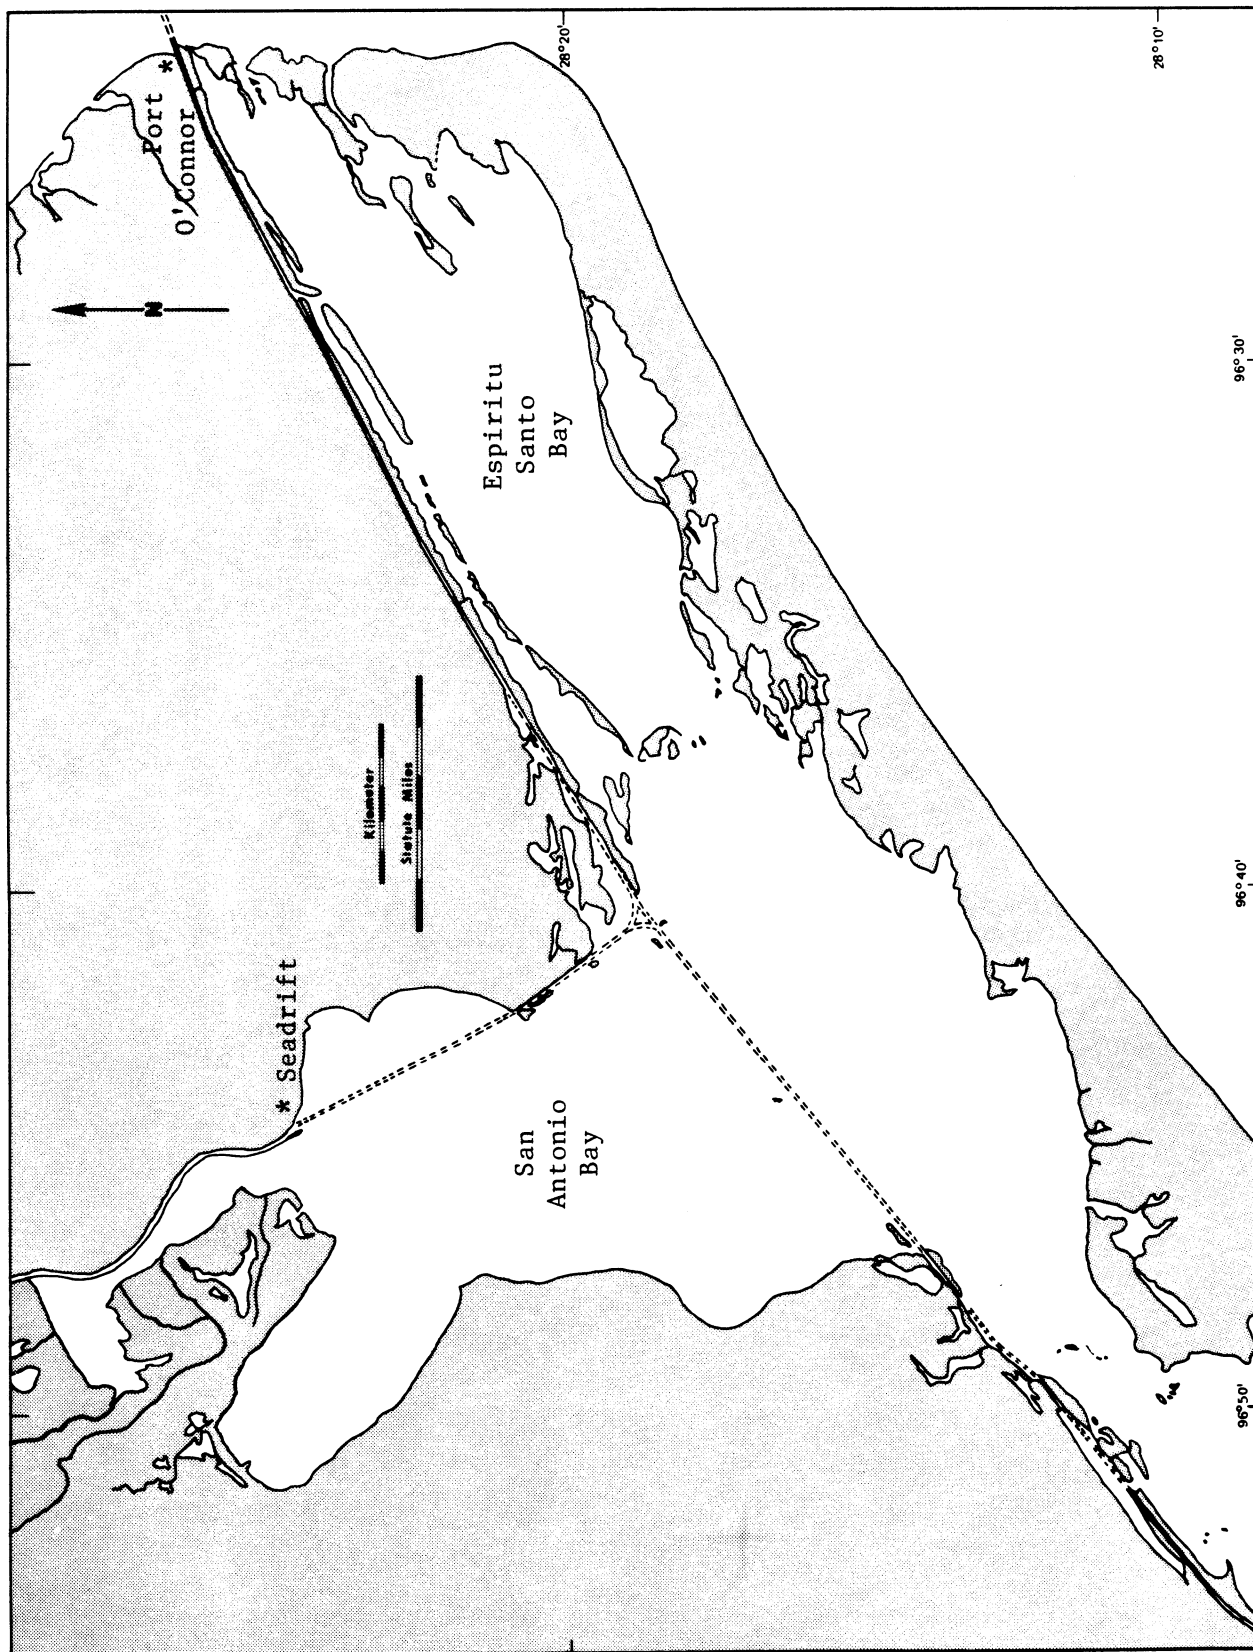 Port
O'Connor
*
N
28° 20'
28° 10'
Espiritu
Santo
Bay
96° 30'
Kilometer
Statute Miles
* Seadrift
96° 40'
San
Antonio
Bay
96° 50'